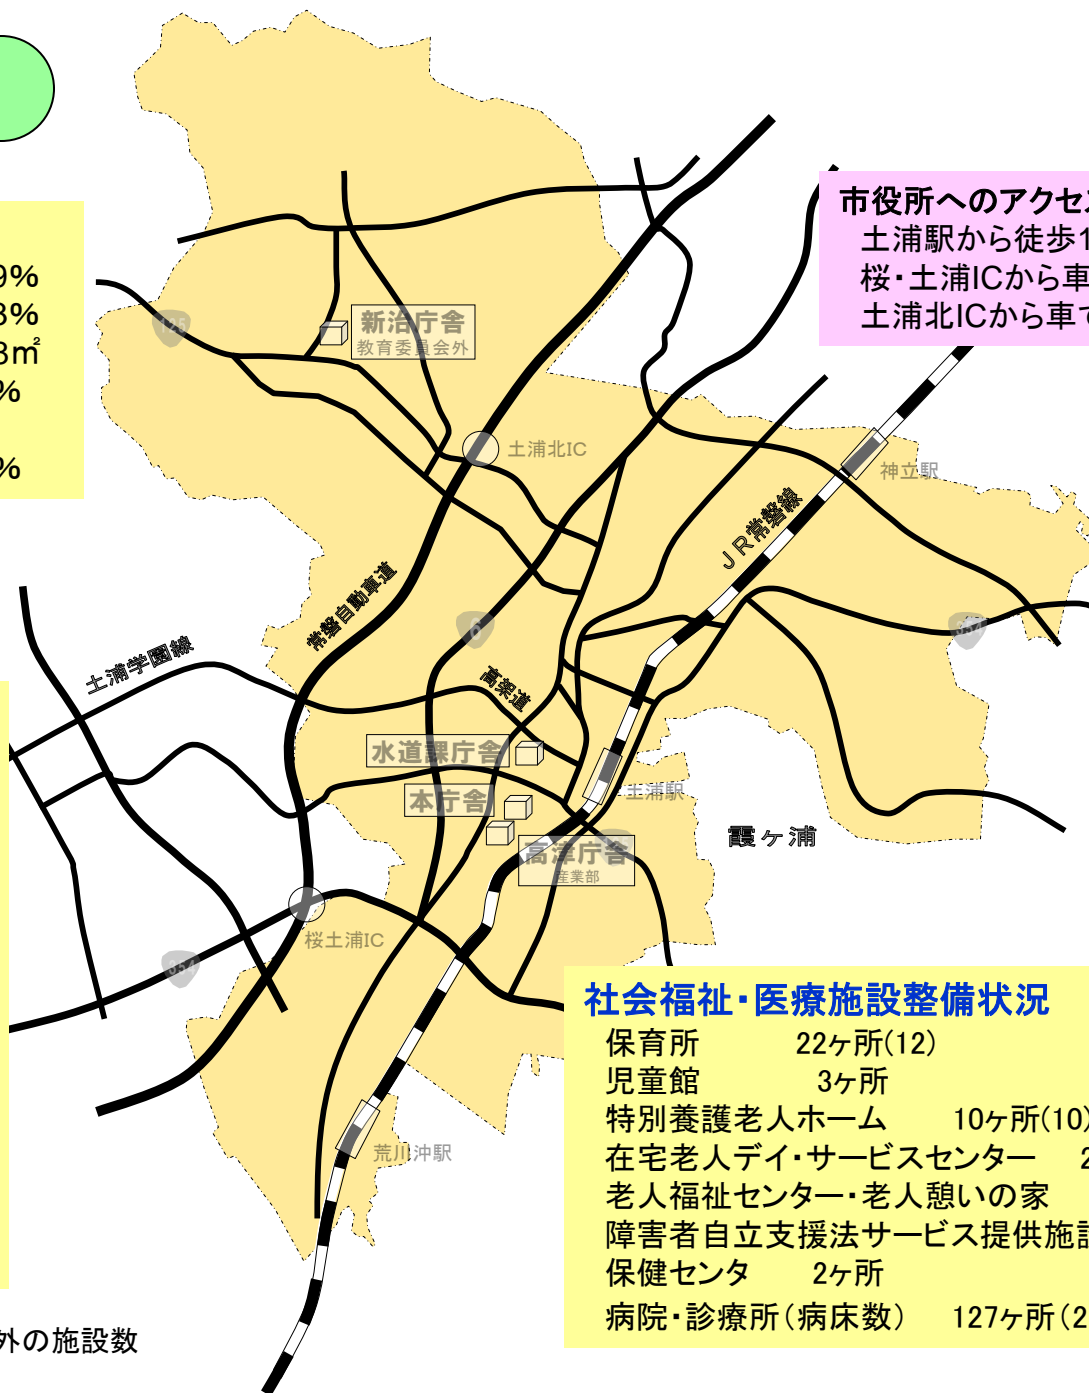 市役所へのアクセス
土浦駅から徒歩1
桜・土浦ICから車
土浦北ICから車で
9%
3%
3㎡
%
%
125
新治庁舎
教育委員会外
土浦北IC
神立駅
JR常磐線
常磐自動車道
6
354
土浦学園線
高架道
水道課庁舎
土浦駅
本庁舎
霞ヶ浦
高津庁舎
産業部
桜土浦IC
354
荒川沖駅
社会福祉・医療施設整備状況
保育所 22ヶ所(12)
児童館 3ヶ所
特別養護老人ホーム 10ヶ所(10)
在宅老人デイ・サービスセンター 2
老人福祉センター・老人憩いの家
障害者自立支援法サービス提供施設
保健センタ 2ヶ所
病院・診療所(病床数) 127ヶ所(2
外の施設数